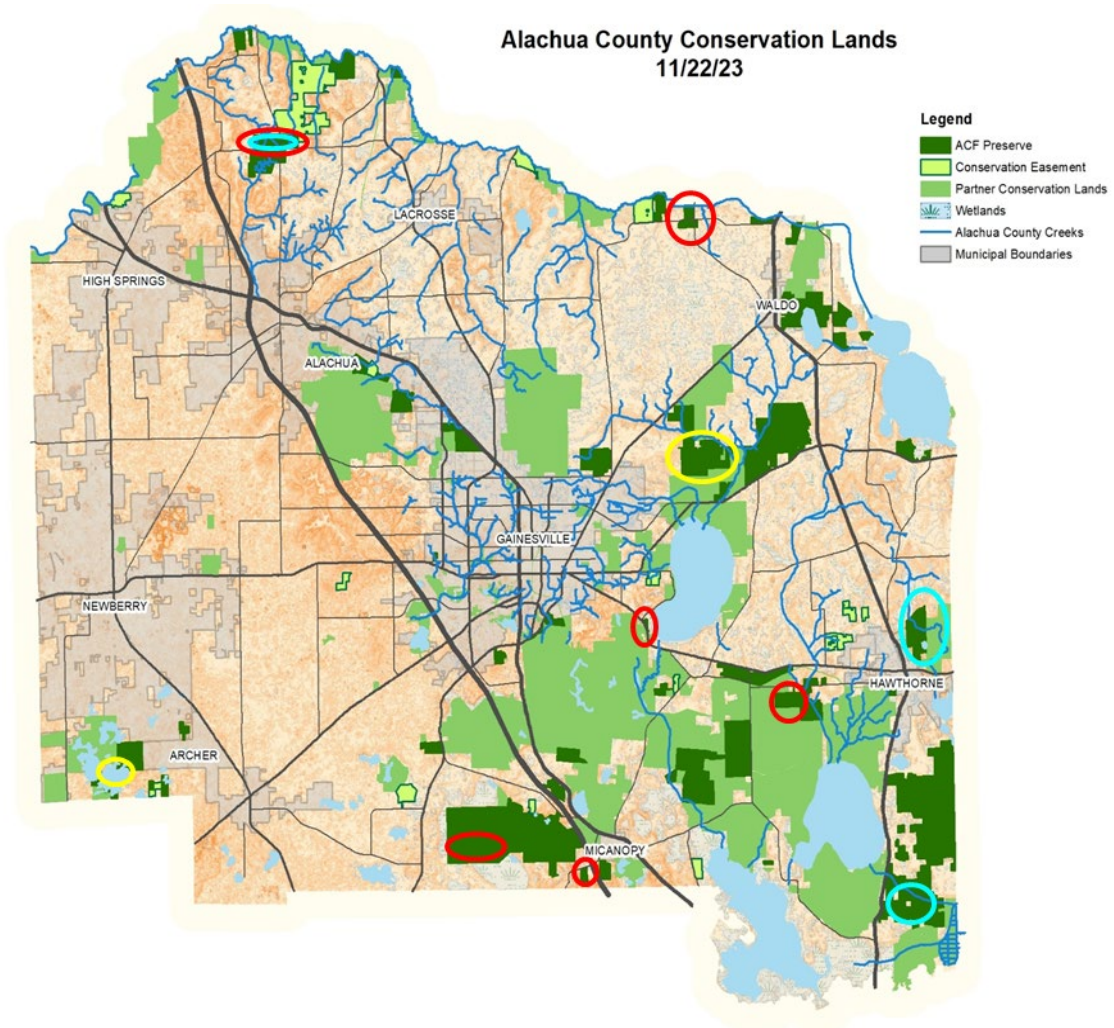 Alachua County Conservation Lands
11/22/23
Legend
ACF Preserve
Conservation Easement
Partner Conservation Lands
Wetlands
Alachua County Creeks
Municipal Boundaries
LACROSSE
HIGH SPRINGS
WALDO
ALACHUA
GAINESVILLE
NEWBERRY
HAWTHORNE
ARCHER
MICANOPY